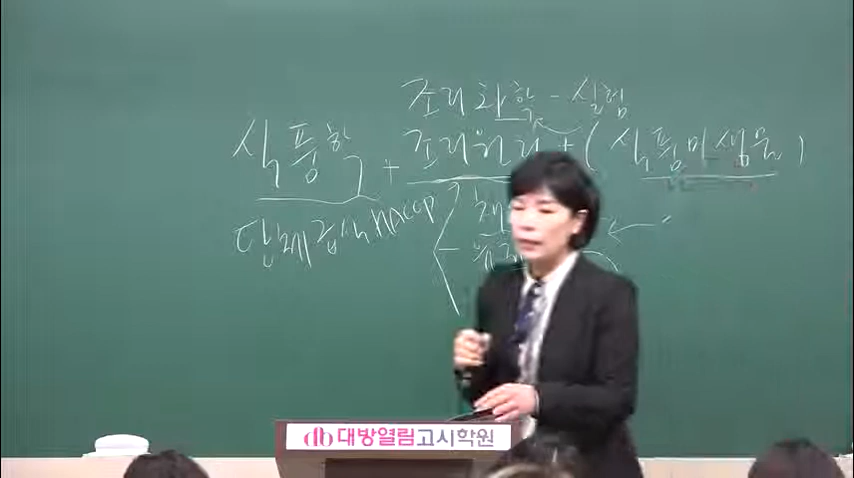 조리화학 - 실험
식품학 + 조리원리 + (식품미생물)
단체급식 HACCP
대방열림고시학원